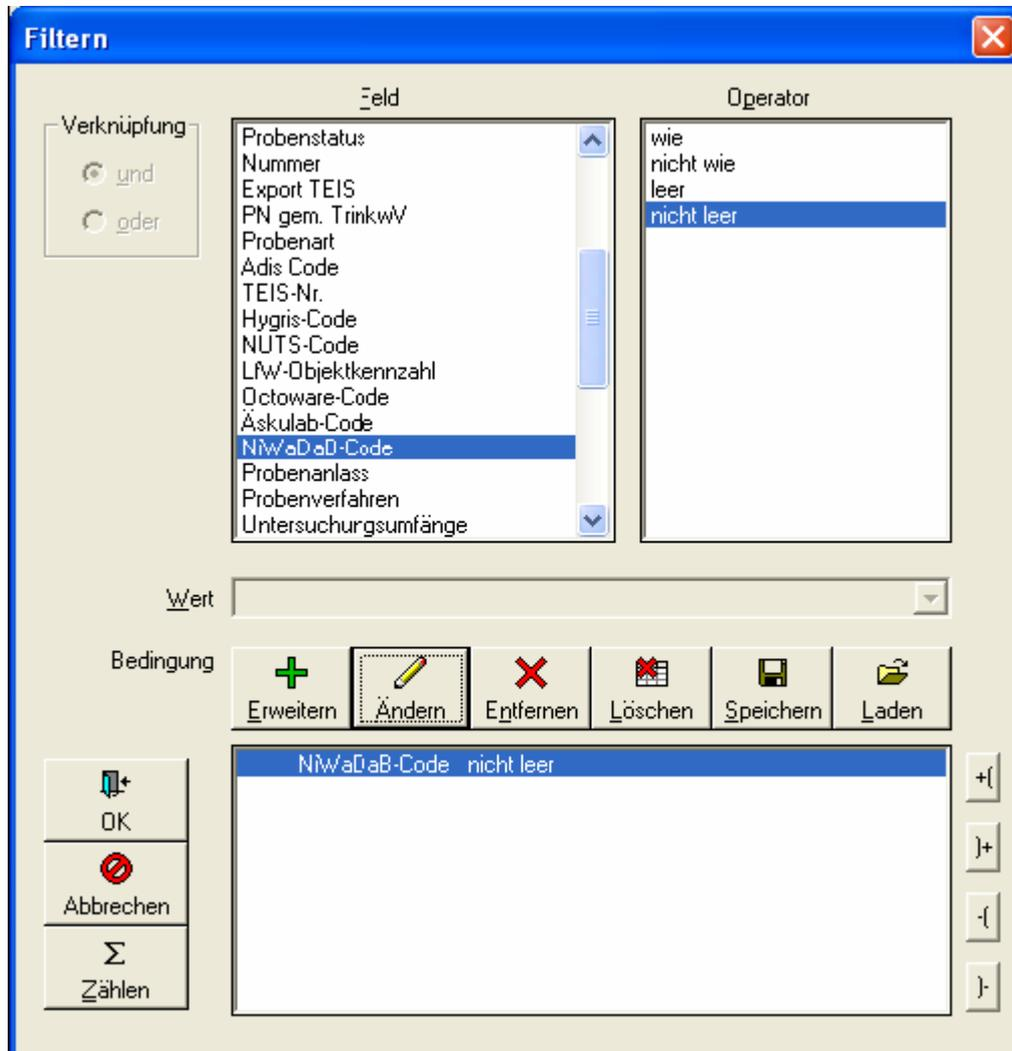 Filtern
Feld
Operator
Verknüpfung
und
oder
Probenstatus
Nummer
Export TEIS
PN gem. TrinkwV
Probenart
Adis Code
TEIS-Nr.
Hygris-Code
NUTS-Code
LfW-Objektkennzahl
Octoware-Code
Äskulab-Code
NiWaDaB-Code
Probenanlass
Probenverfahren
Untersuchungsumfänge
wie
nicht wie
leer
nicht leer
Wert
Bedingung
Erweitern
Ändern
Entfernen
Löschen
Speichern
Laden
OK
Abbrechen
Σ
Zählen
NiWaDaB-Code nicht leer
+(
)+
-(
)-